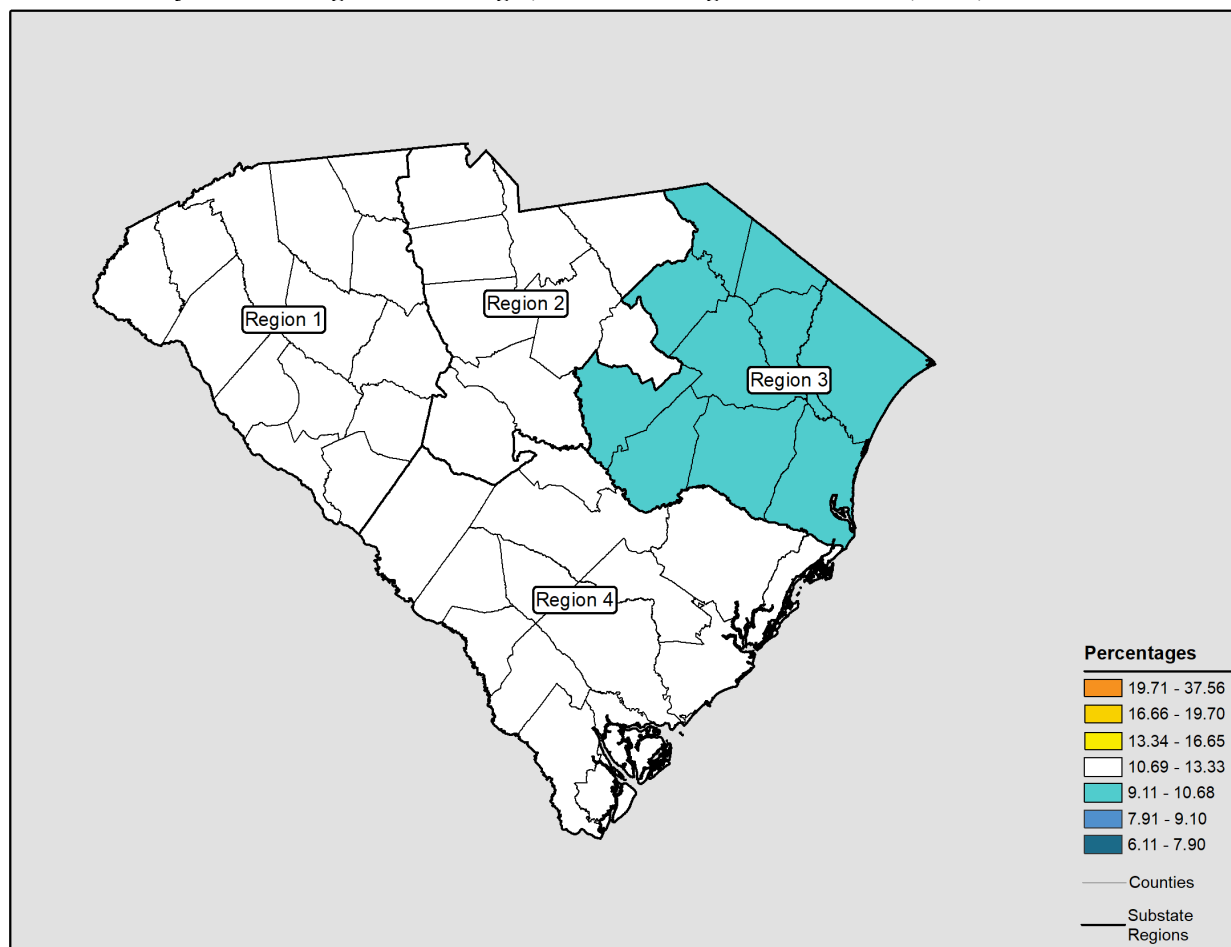 Region 1
Region 2
Region 3
Region 4
Percentages
19.71 - 37.56
16.66 - 19.70
13.34 - 16.65
10.69 - 13.33
9.11 - 10.68
7.91 - 9.10
6.11 - 7.90
Counties
Substate
Regions